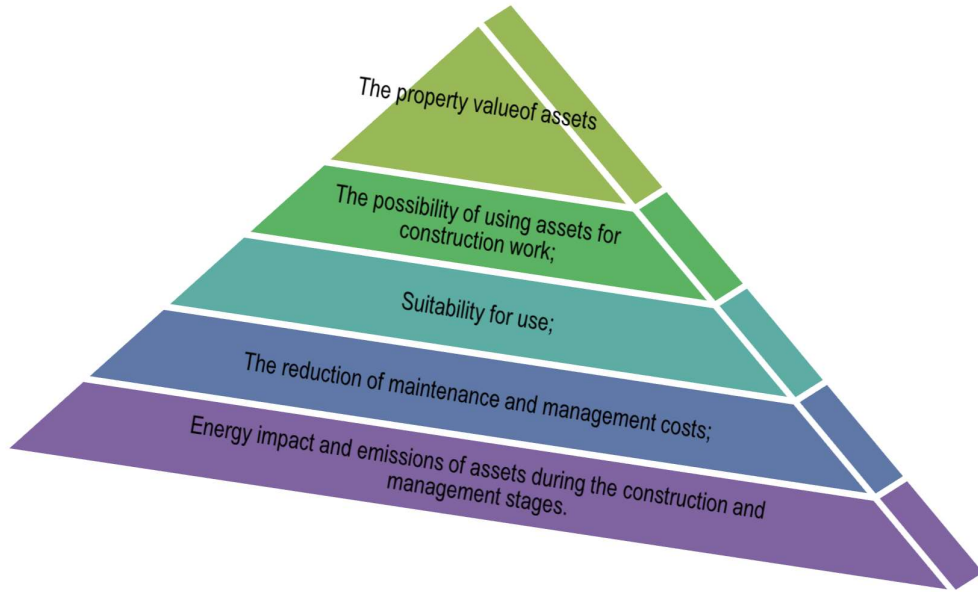 The property valueof assets
The possibility of using assets for
construction work;
Suitability for use;
The reduction of maintenance and management costs;
Energy impact and emissions of assets during the construction and
management stages.